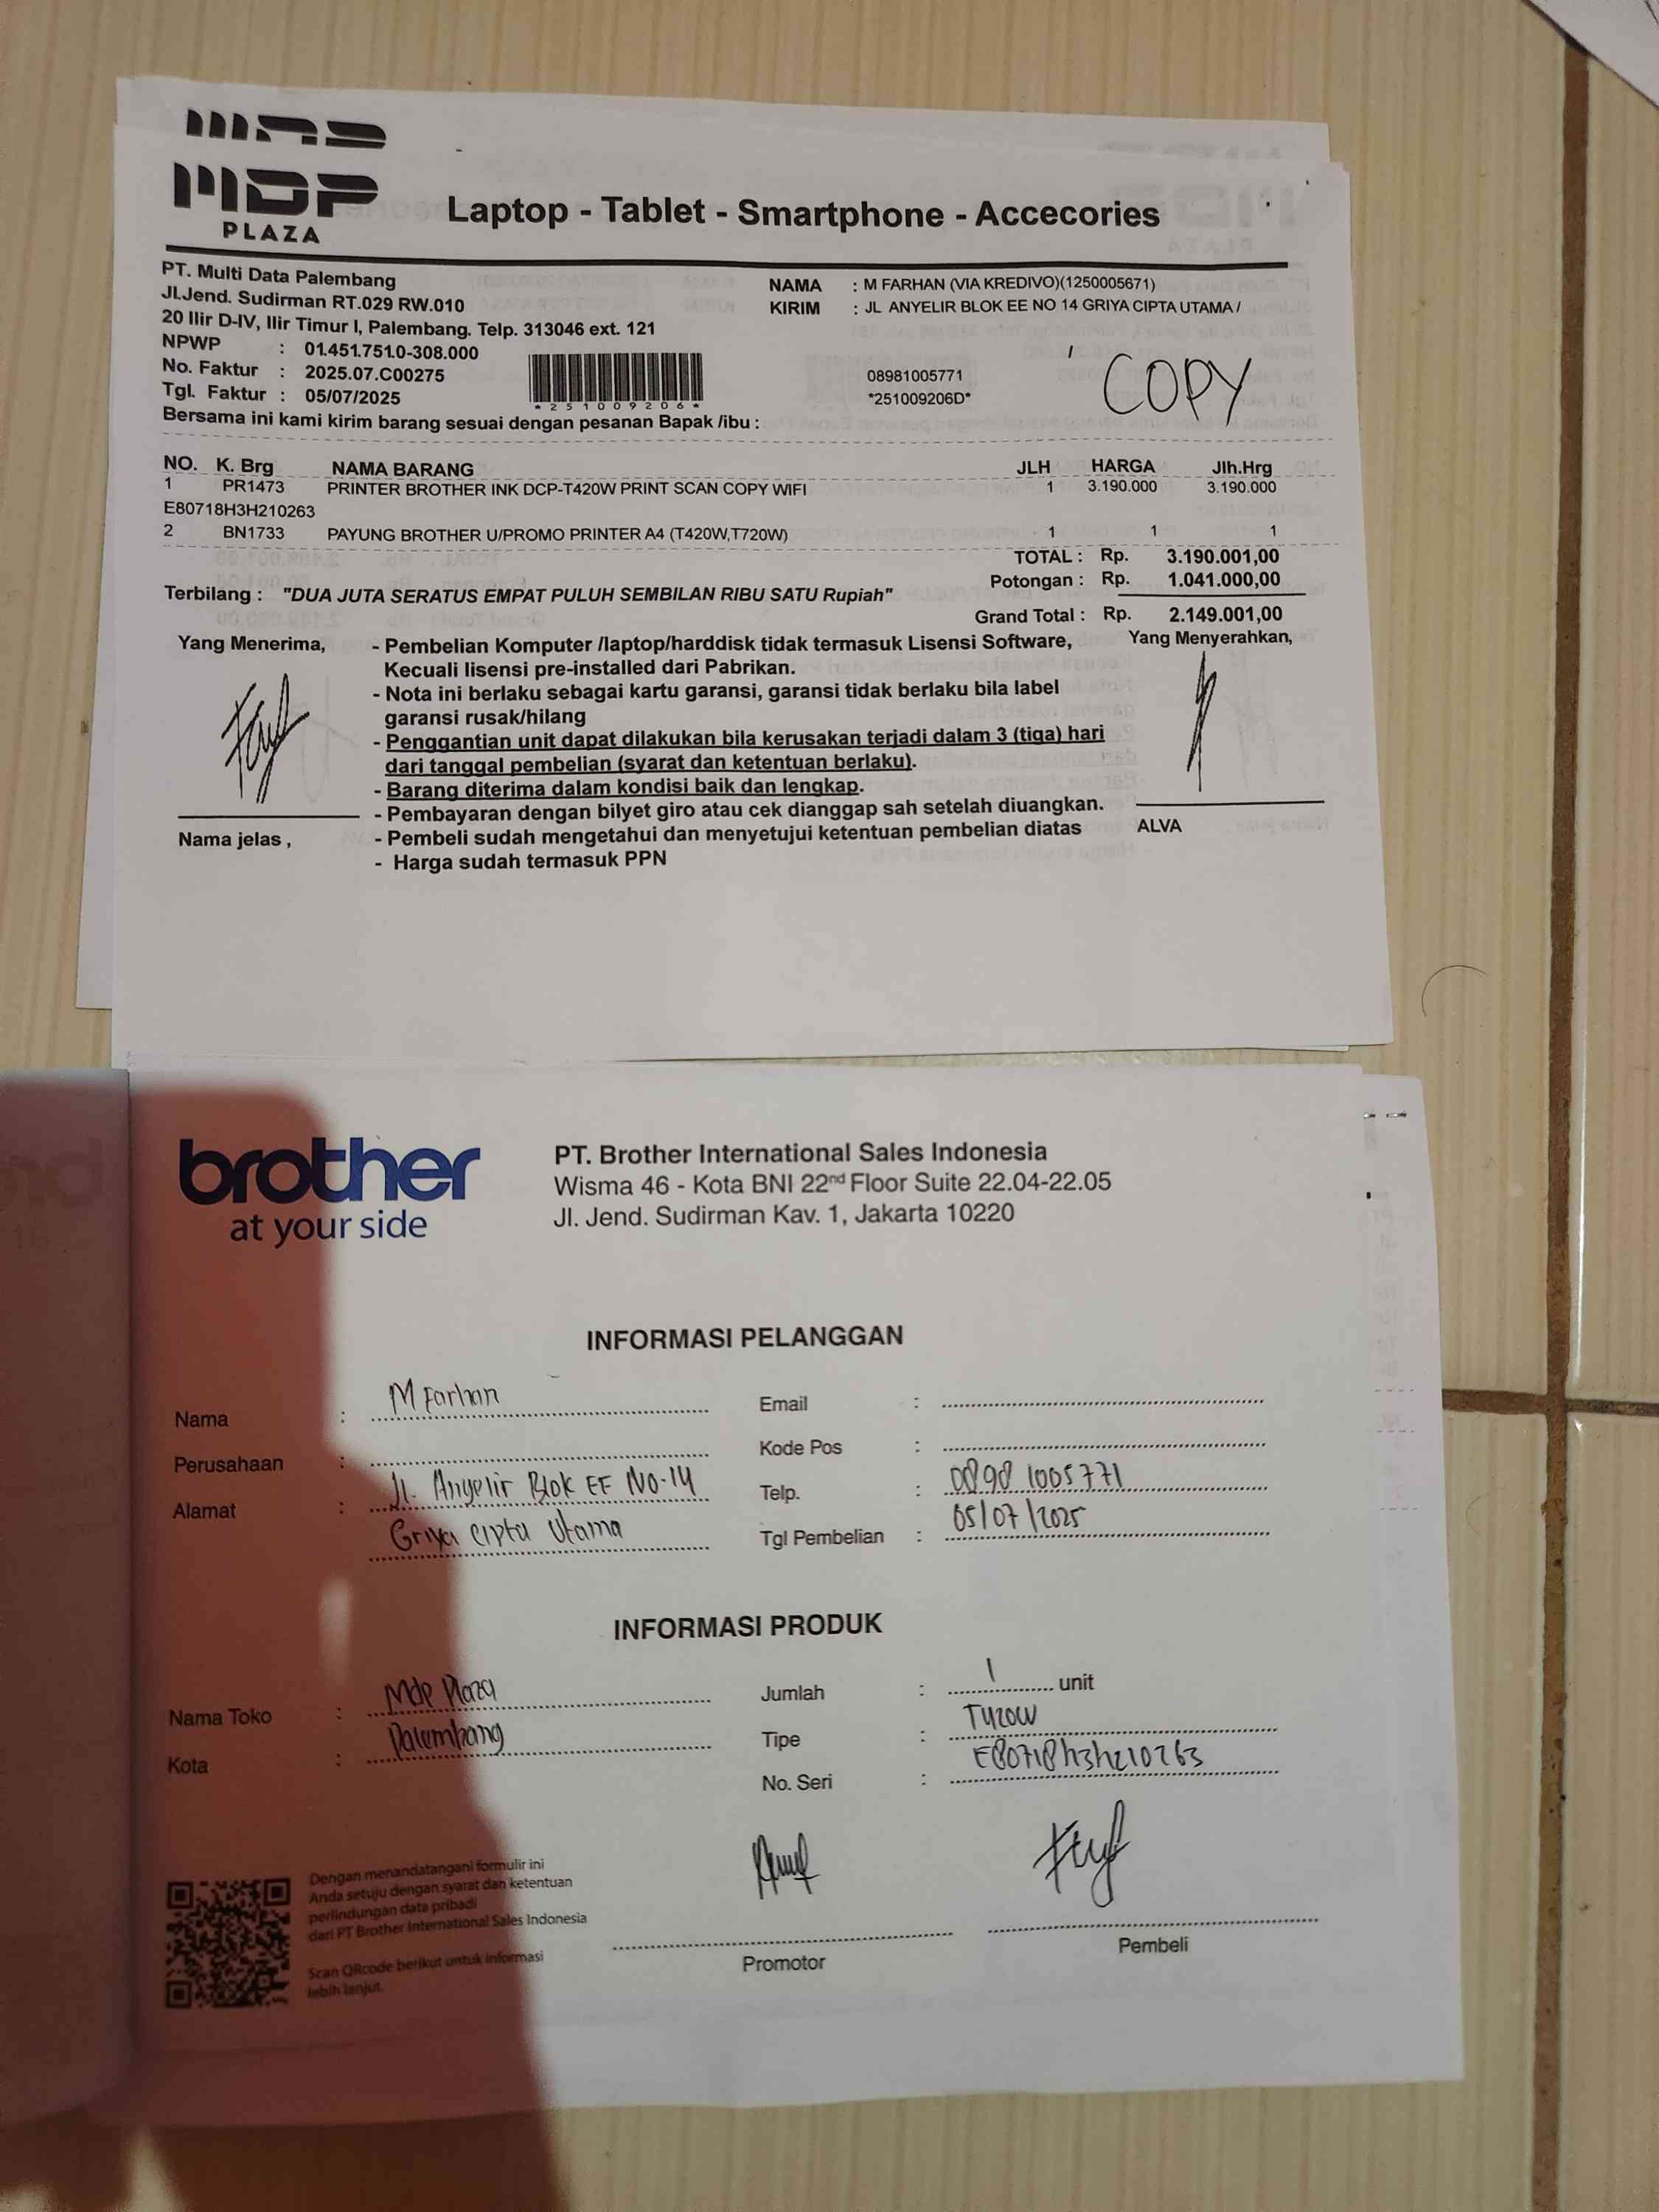 MDP
PLAZA
Laptop - Tablet - Smartphone - Accecories
PT. Multi Data Palembang
Jl.Jend. Sudirman RT.029 RW.010
20 Ilir D-IV, Ilir Timur I, Palembang. Telp. 313046 ext. 121
NPWP : 01.451.751.0-308.000
No. Faktur : 2025.07.C00275
Tgl. Faktur : 05/07/2025
*251009206*
NAMA : M FARHAN (VIA KREDIVO)(1250005671)
KIRIM : JL ANYELIR BLOK EE NO 14 GRIYA CIPTA UTAMA /
/
08981005771
*251009206D*
COPY
Bersama ini kami kirim barang sesuai dengan pesanan Bapak /ibu :
NO. K. Brg NAMA BARANG JLH HARGA Jlh.Hrg
1 PR1473 PRINTER BROTHER INK DCP-T420W PRINT SCAN COPY WIFI 1 3.190.000 3.190.000
E80718H3H210263
2 BN1733 PAYUNG BROTHER U/PROMO PRINTER A4 (T420W,T720W) 1 1 1
TOTAL : Rp. 3.190.001,00
Potongan : Rp. 1.041.000,00
Terbilang : "DUA JUTA SERATUS EMPAT PULUH SEMBILAN RIBU SATU Rupiah"
Grand Total : Rp. 2.149.001,00
Yang Menerima,
- Pembelian Komputer /laptop/harddisk tidak termasuk Lisensi Software,
Kecuali lisensi pre-installed dari Pabrikan.
- Nota ini berlaku sebagai kartu garansi, garansi tidak berlaku bila label
garansi rusak/hilang
- Penggantian unit dapat dilakukan bila kerusakan terjadi dalam 3 (tiga) hari
dari tanggal pembelian (syarat dan ketentuan berlaku).
- Barang diterima dalam kondisi baik dan lengkap.
- Pembayaran dengan bilyet giro atau cek dianggap sah setelah diuangkan.
- Pembeli sudah mengetahui dan menyetujui ketentuan pembelian diatas
- Harga sudah termasuk PPN
Yang Menyerahkan,
Nama jelas ,
ALVA
brother
at your side
PT. Brother International Sales Indonesia
Wisma 46 - Kota BNI 22nd Floor Suite 22.04-22.05
Jl. Jend. Sudirman Kav. 1, Jakarta 10220
INFORMASI PELANGGAN
Nama : M Farhan
Perusahaan :
Alamat : Jl. Anyelir Blok EE No.14
Griya Cipta Utama
Email :
Kode Pos :
Telp. : 0898 1005771
Tgl Pembelian : 05/07/2025
INFORMASI PRODUK
Nama Toko : Mdp Plaza
Kota : Palembang
Jumlah : 1 unit
Tipe : T420W
No. Seri : E80718h3h210263
Dengan menandatangani formulir ini
Anda setuju dengan syarat dan ketentuan
perlindungan data pribadi
dari PT Brother International Sales Indonesia
Scan QRcode berikut untuk informasi
lebih lanjut.
Promotor
Pembeli